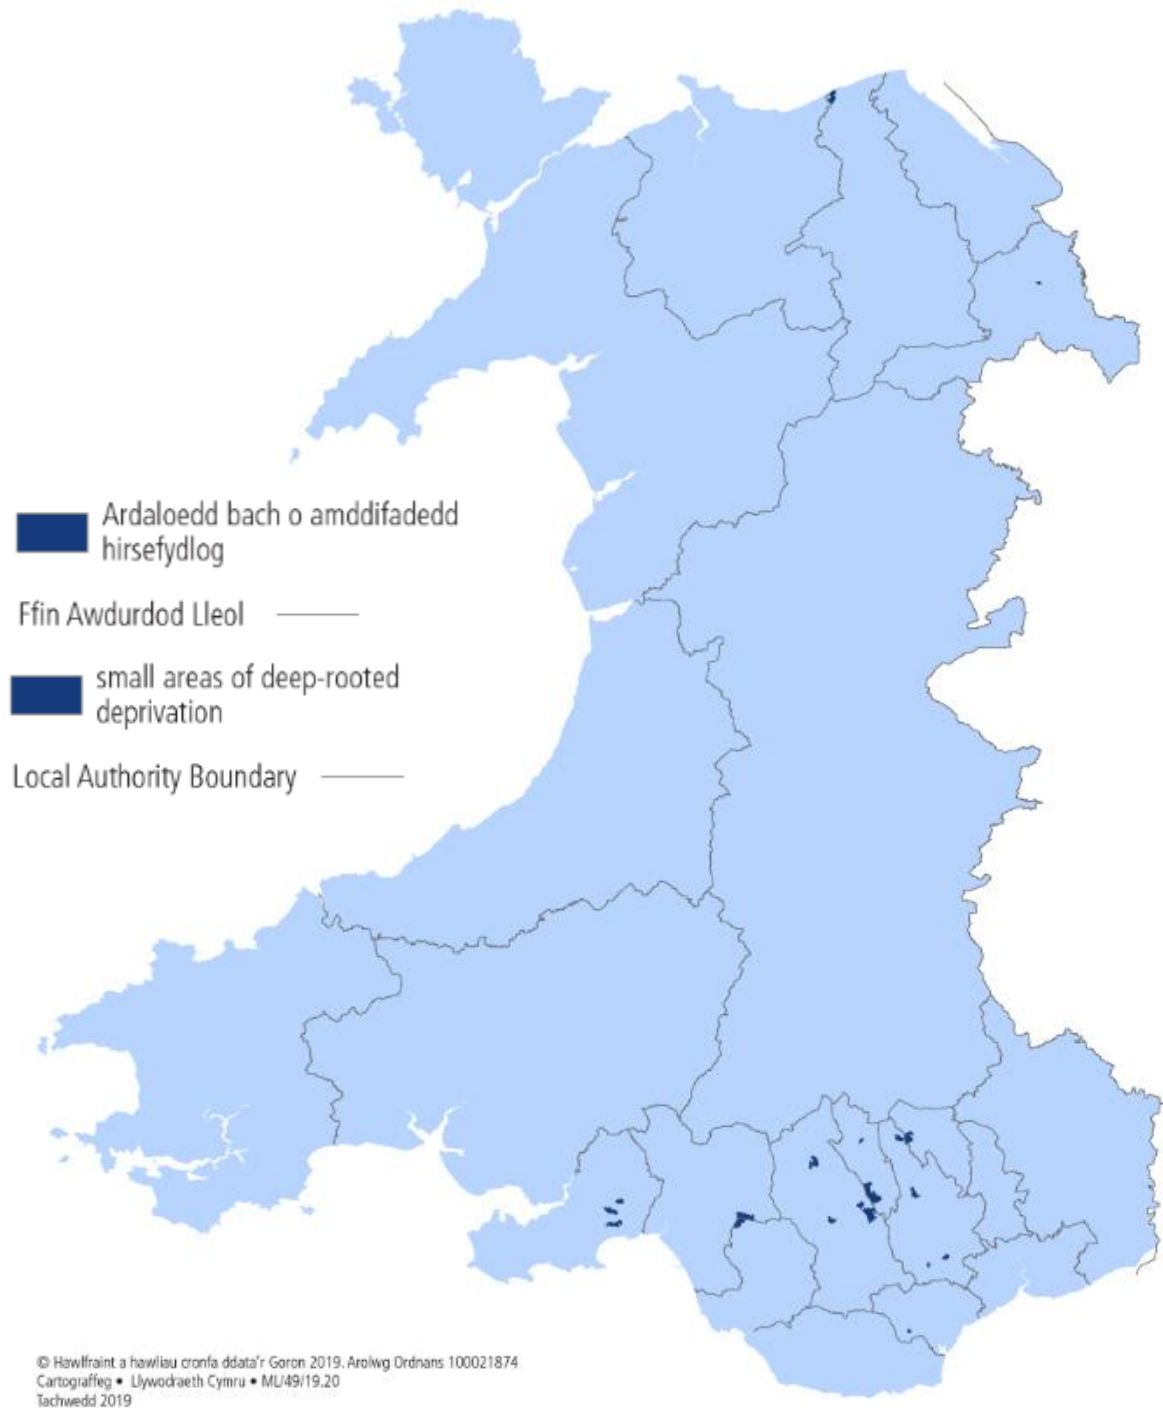 Ardaloedd bach o amddifadedd
hirsefydlog
Ffin Awdurdod Lleol
small areas of deep-rooted
deprivation
Local Authority Boundary
© Hawlfraint a hawliau cronfa ddata'r Goron 2019. Arolwg Ordnans 100021874
Cartograffeg • Llywodraeth Cymru • ML/49/19.20
Tachwedd 2019